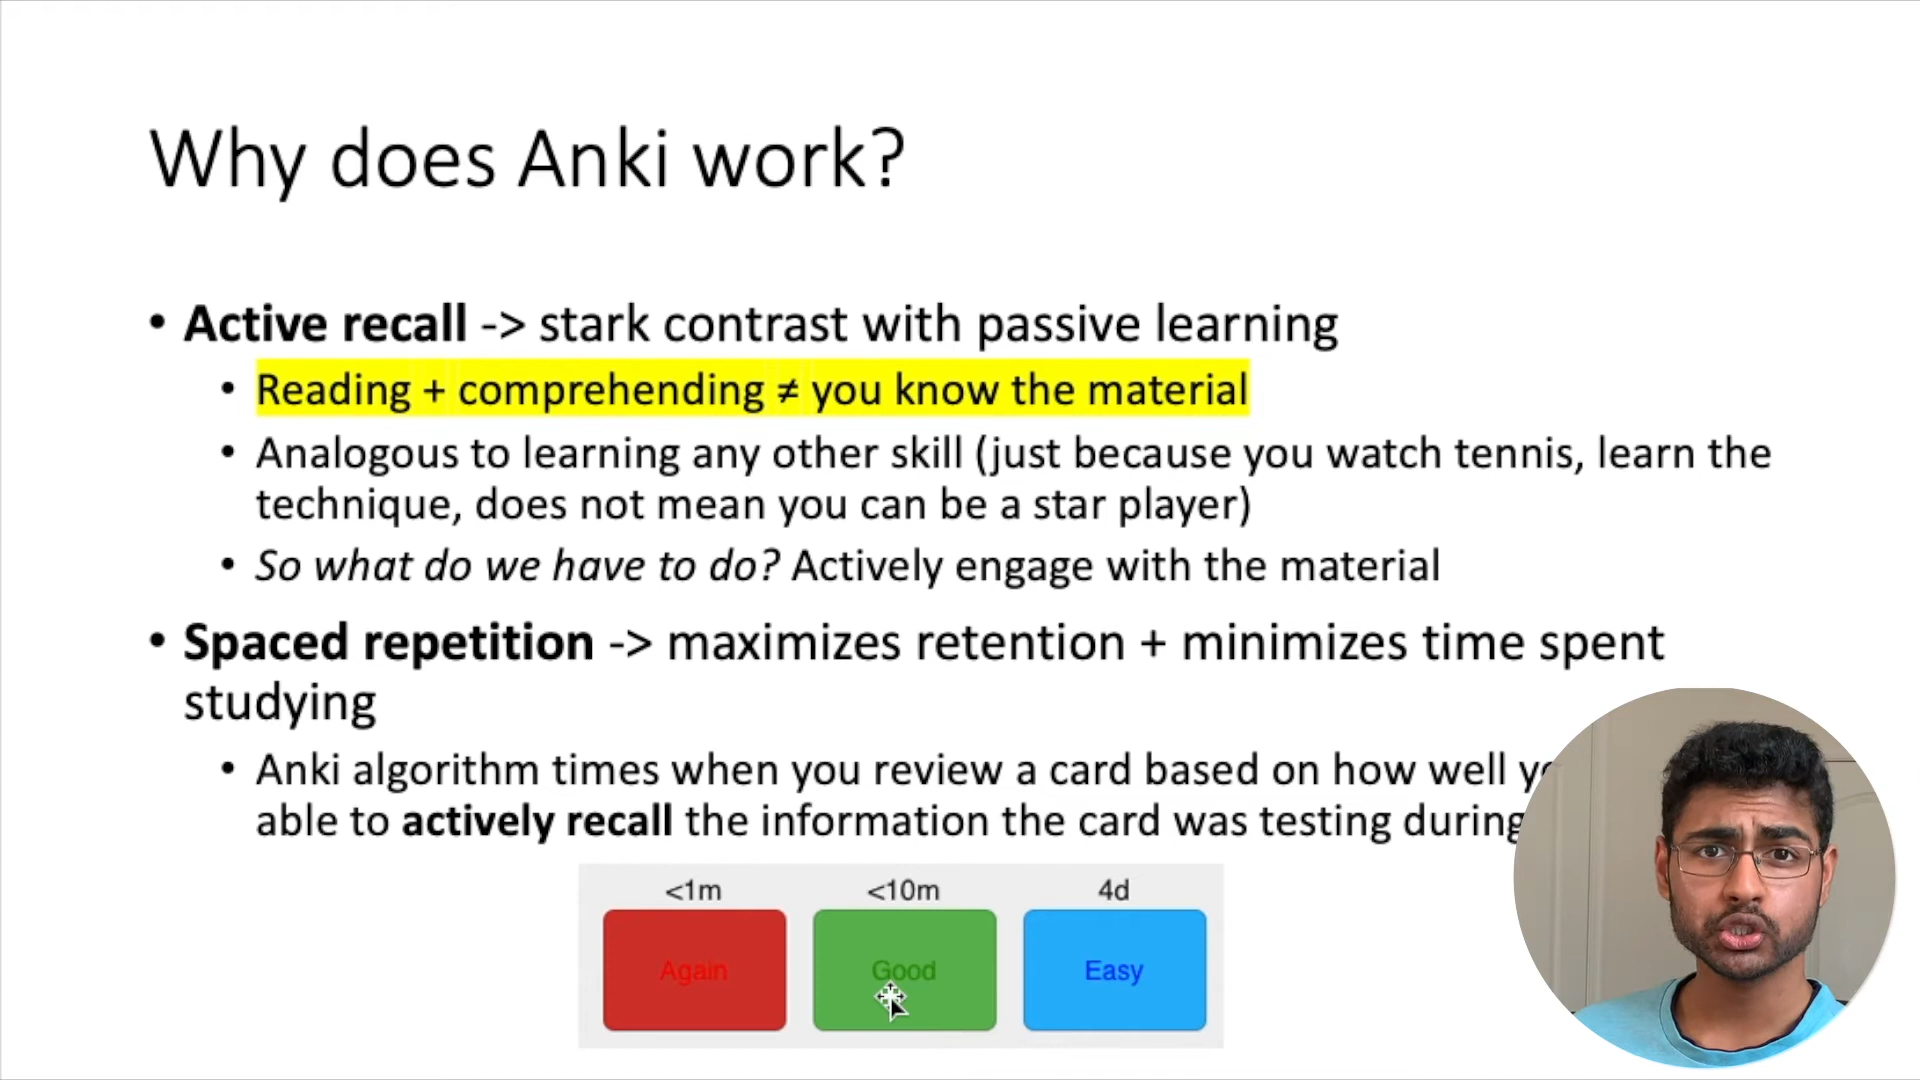 Why does Anki work?
• Active recall -> stark contrast with passive learning
• Reading + comprehending ≠ you know the material
• Analogous to learning any other skill (just because you watch tennis, learn the
technique, does not mean you can be a star player)
• So what do we have to do? Actively engage with the material
• Spaced repetition -> maximizes retention + minimizes time spent
studying
• Anki algorithm times when you review a card based on how well
able to actively recall the information the card was testing during
<1m <10m 4d
Again Good Easy